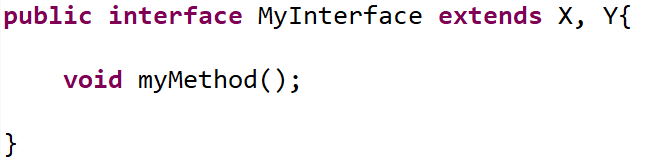 public interface MyInterface extends X, Y{
void myMethod();
}